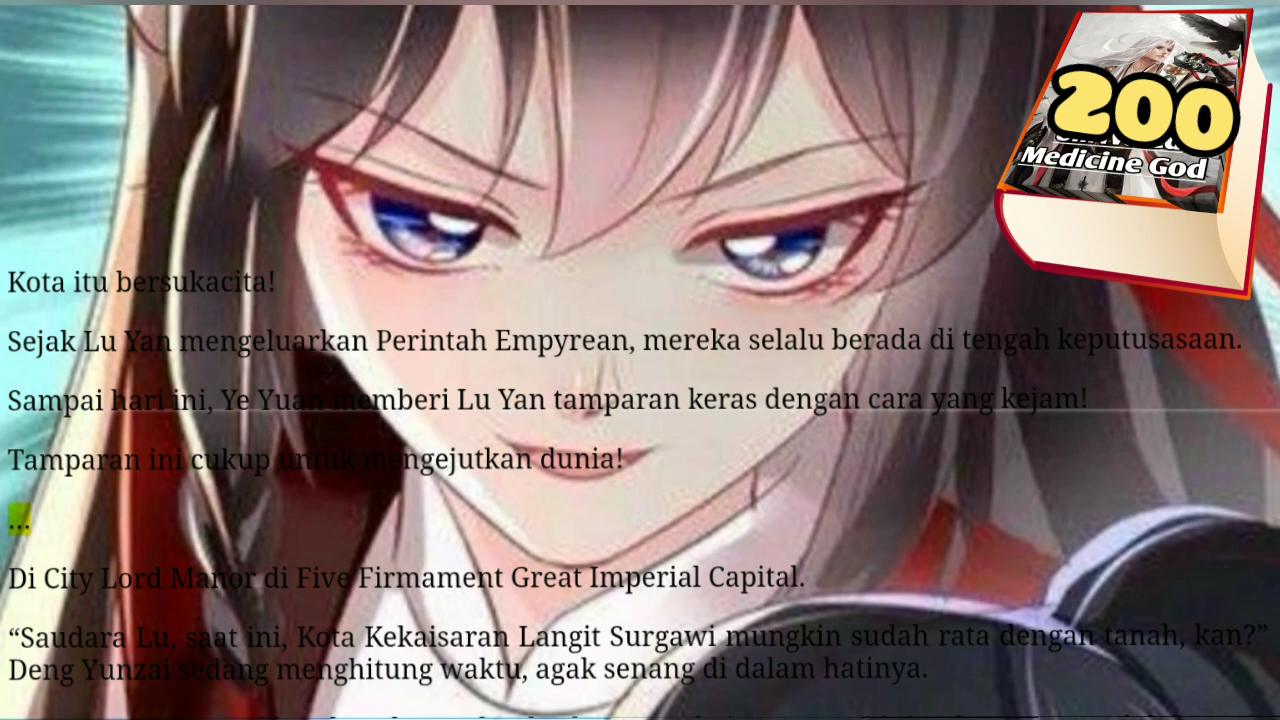 200
Medicine God
Kota itu bersukacita!
Sejak Lu Yan mengeluarkan Perintah Empyrean, mereka selalu berada di tengah keputusasaan.
Sampai hari ini, Ye Yuan memberi Lu Yan tamparan keras dengan cara yang kejam!
Tamparan ini cukup untuk mengejutkan dunia!
...
Di City Lord Manor di Five Firmament Great Imperial Capital.
“Saudara Lu, saat ini, Kota Kekaisaran Langit Surgawi mungkin sudah rata dengan tanah, kan?”
Deng Yunzai sedang menghitung waktu, agak senang di dalam hatinya.